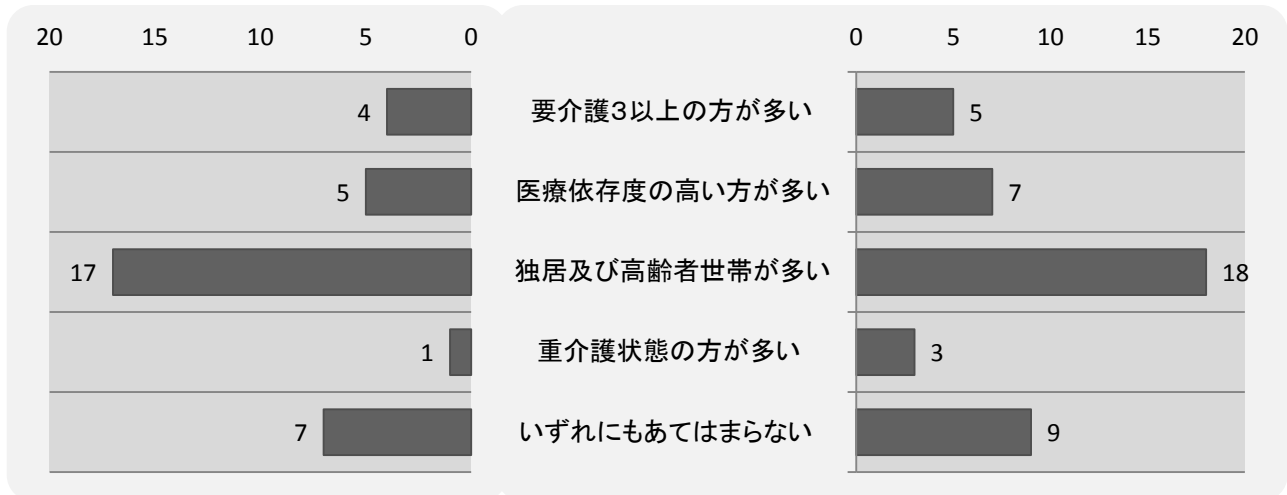 20 15 10 5 0 0 5 10 15 20
4 要介護3以上の方が多い 5
5 医療依存度の高い方が多い 7
17 独居及び高齢者世帯が多い 18
1 重介護状態の方が多い 3
7 いずれにもあてはまらない 9